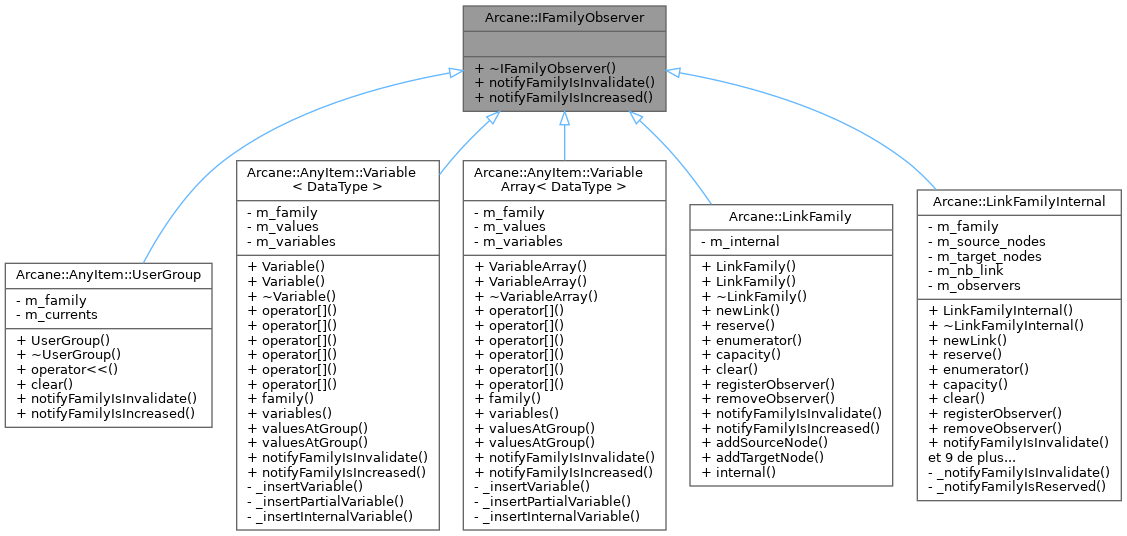 Arcane::IFamilyObserver
+ ~IFamilyObserver()
+ notifyFamilyIsInvalidate()
+ notifyFamilyIsIncreased()
Arcane::AnyItem::UserGroup
- m_family
- m_currents
+ UserGroup()
+ ~UserGroup()
+ operator<<()
+ clear()
+ notifyFamilyIsInvalidate()
+ notifyFamilyIsIncreased()
Arcane::AnyItem::Variable
< DataType >
- m_family
- m_values
- m_variables
+ Variable()
+ Variable()
+ ~Variable()
+ operator[]()
+ operator[]()
+ operator[]()
+ operator[]()
+ operator[]()
+ operator[]()
+ family()
+ variables()
+ valuesAtGroup()
+ valuesAtGroup()
+ notifyFamilyIsInvalidate()
+ notifyFamilyIsIncreased()
- _insertVariable()
- _insertPartialVariable()
- _insertInternalVariable()
Arcane::AnyItem::Variable
Array< DataType >
- m_family
- m_values
- m_variables
+ VariableArray()
+ VariableArray()
+ ~VariableArray()
+ operator[]()
+ operator[]()
+ operator[]()
+ operator[]()
+ operator[]()
+ operator[]()
+ family()
+ variables()
+ valuesAtGroup()
+ valuesAtGroup()
+ notifyFamilyIsInvalidate()
+ notifyFamilyIsIncreased()
- _insertVariable()
- _insertPartialVariable()
- _insertInternalVariable()
Arcane::LinkFamily
- m_internal
+ LinkFamily()
+ LinkFamily()
+ ~LinkFamily()
+ newLink()
+ reserve()
+ enumerator()
+ capacity()
+ clear()
+ registerObserver()
+ removeObserver()
+ notifyFamilyIsInvalidate()
+ notifyFamilyIsIncreased()
+ addSourceNode()
+ addTargetNode()
+ internal()
Arcane::LinkFamilyInternal
- m_family
- m_source_nodes
- m_target_nodes
- m_nb_link
- m_observers
+ LinkFamilyInternal()
+ ~LinkFamilyInternal()
+ newLink()
+ reserve()
+ enumerator()
+ capacity()
+ clear()
+ registerObserver()
+ removeObserver()
+ notifyFamilyIsInvalidate()
et 9 de plus...
- _notifyFamilyIsInvalidate()
- _notifyFamilyIsReserved()